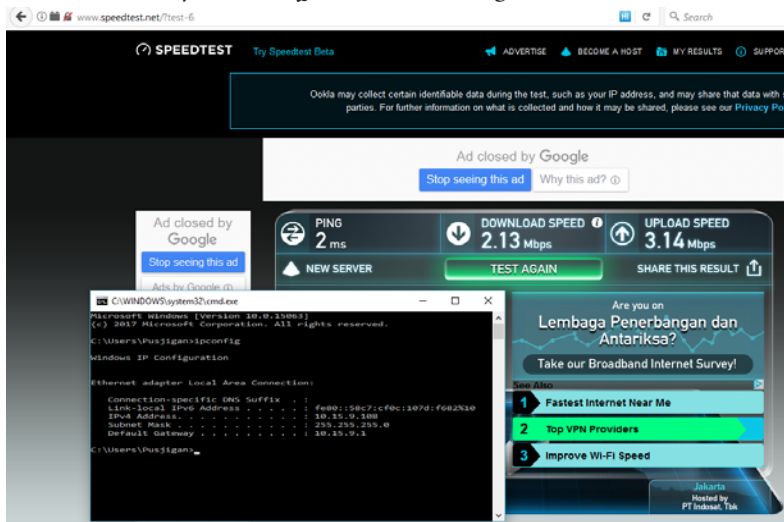 www.speedtest.net/?test-6
Search
SPEEDTEST
Try Speedtest Beta
ADVERTISE
BECOME A HOST
MY RESULTS
SUPPOR
Ookla may collect certain identifiable data during the test, such as your IP address, and may share that data with
parties. For further information on what is collected and how it may be shared, please see our Privacy Po
Ad closed by Google
Stop seeing this ad
Why this ad?
Ad closed by
Google
Stop seeing this ad
Ads by Google
PING
2 ms
DOWNLOAD SPEED
2.13 Mbps
UPLOAD SPEED
3.14 Mbps
NEW SERVER
TEST AGAIN
SHARE THIS RESULT
C:\WINDOWS\system32\cmd.exe
Microsoft Windows [Version 10.0.15063]
(c) 2017 Microsoft Corporation. All rights reserved.
C:\Users\Pusjigan>ipconfig
Windows IP Configuration
Ethernet adapter Local Area Connection:
Connection-specific DNS Suffix . :
Link-local IPv6 Address . . . . . : fe80::58c7:cf0c:107d:f682%10
IPv4 Address. . . . . . . . . . . : 10.15.9.108
Subnet Mask . . . . . . . . . . . : 255.255.255.0
Default Gateway . . . . . . . . . : 10.15.9.1
C:\Users\Pusjigan>_
Are you on
Lembaga Penerbangan dan
Antariksa?
Take our Broadband Internet Survey!
See Also
1 Fastest Internet Near Me
2 Top VPN Providers
3 Improve Wi-Fi Speed
Jakarta
Hosted by
PT Indosat, Tbk